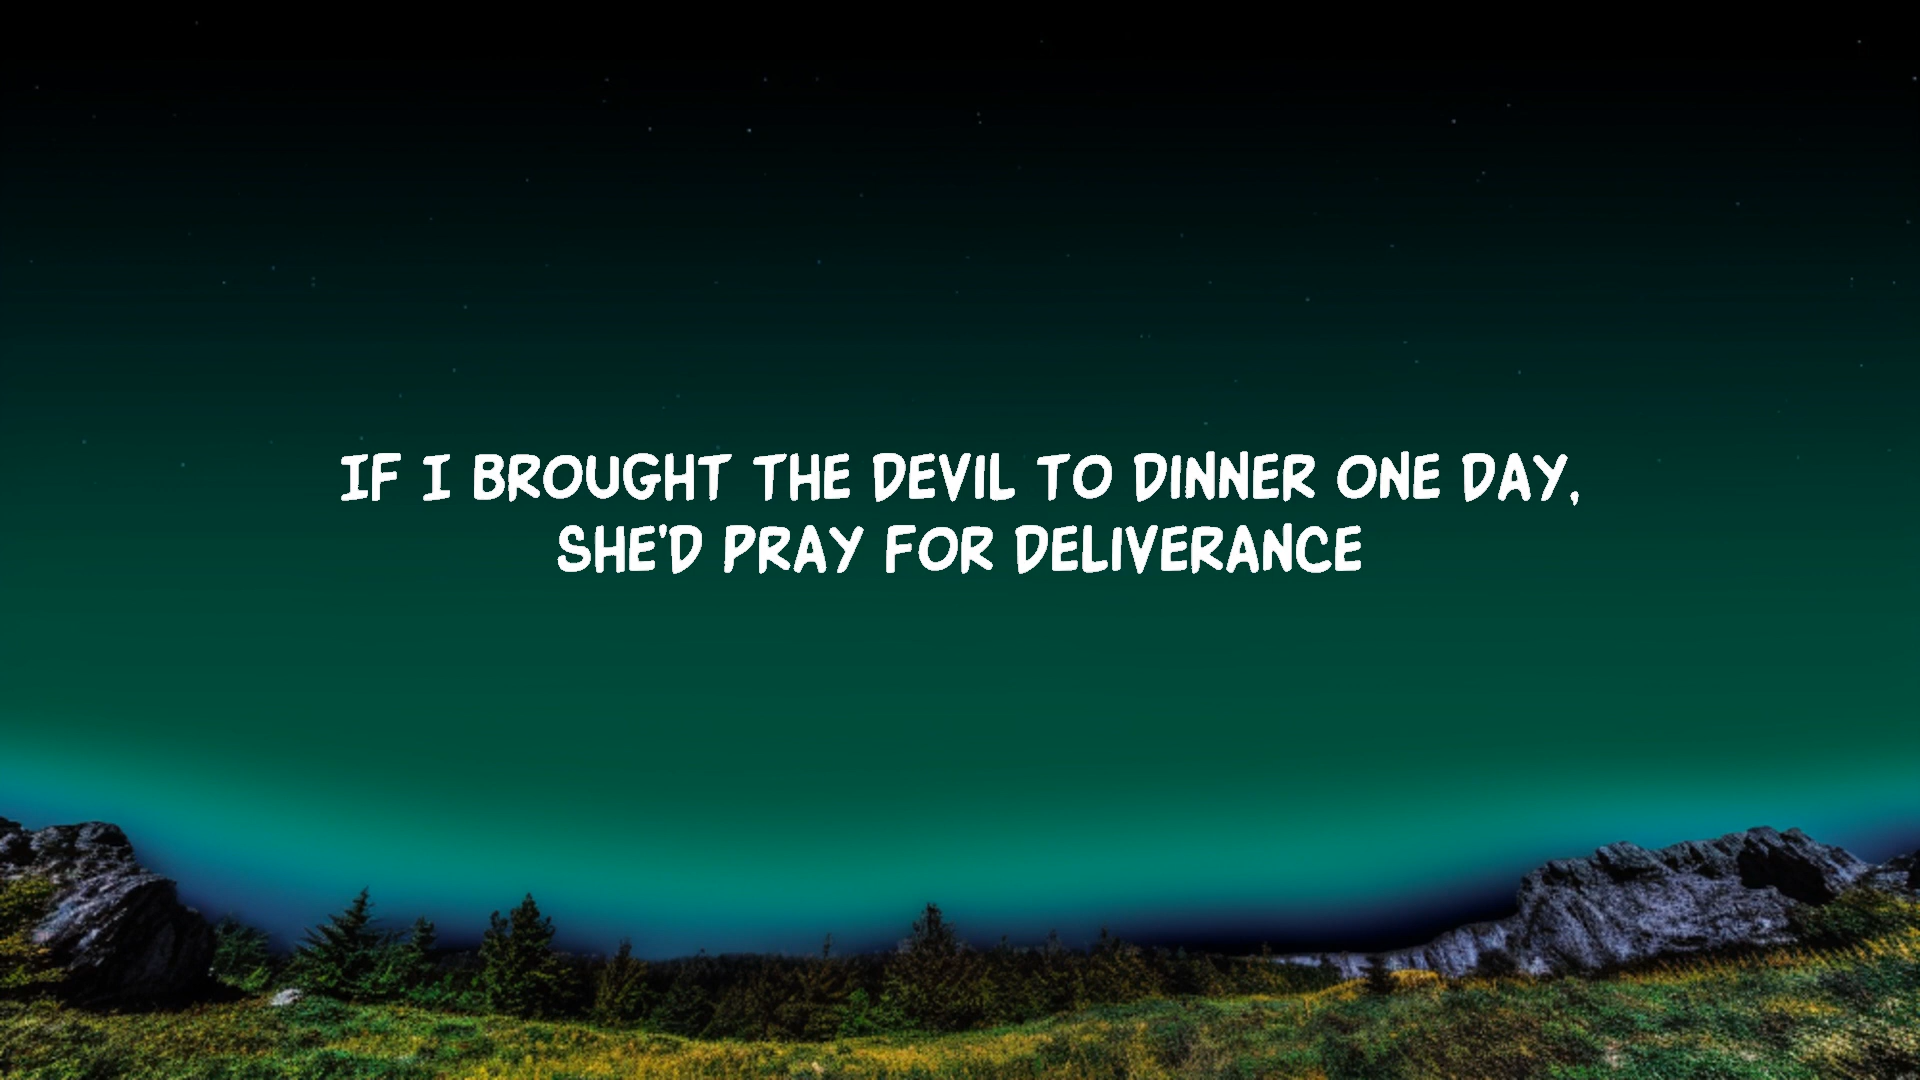 IF I BROUGHT THE DEVIL TO DINNER ONE DAY,
SHE'D PRAY FOR DELIVERANCE